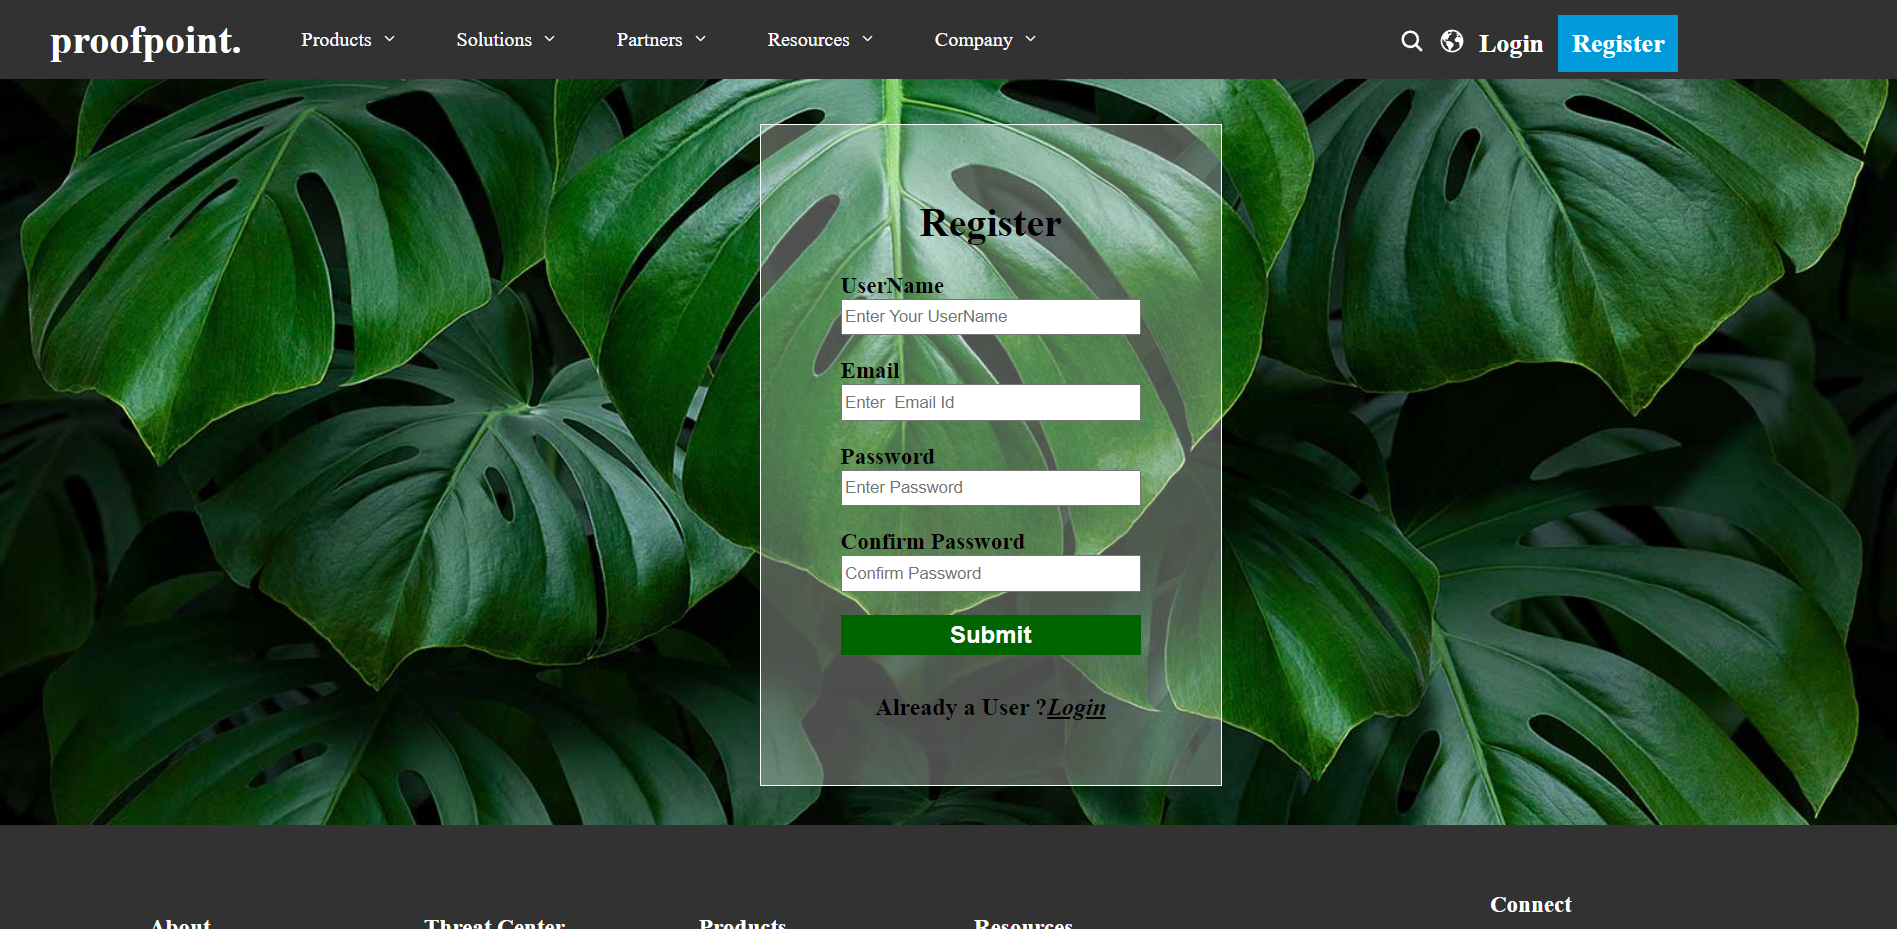 proofpoint.
Products
Solutions
Partners
Resources
Company
Login
Register
Register
UserName
Enter Your UserName
Email
Enter  Email Id
Password
Enter Password
Confirm Password
Confirm Password
Submit
Already a User ?Login
Connect
About
Threat Center
Products
Resources